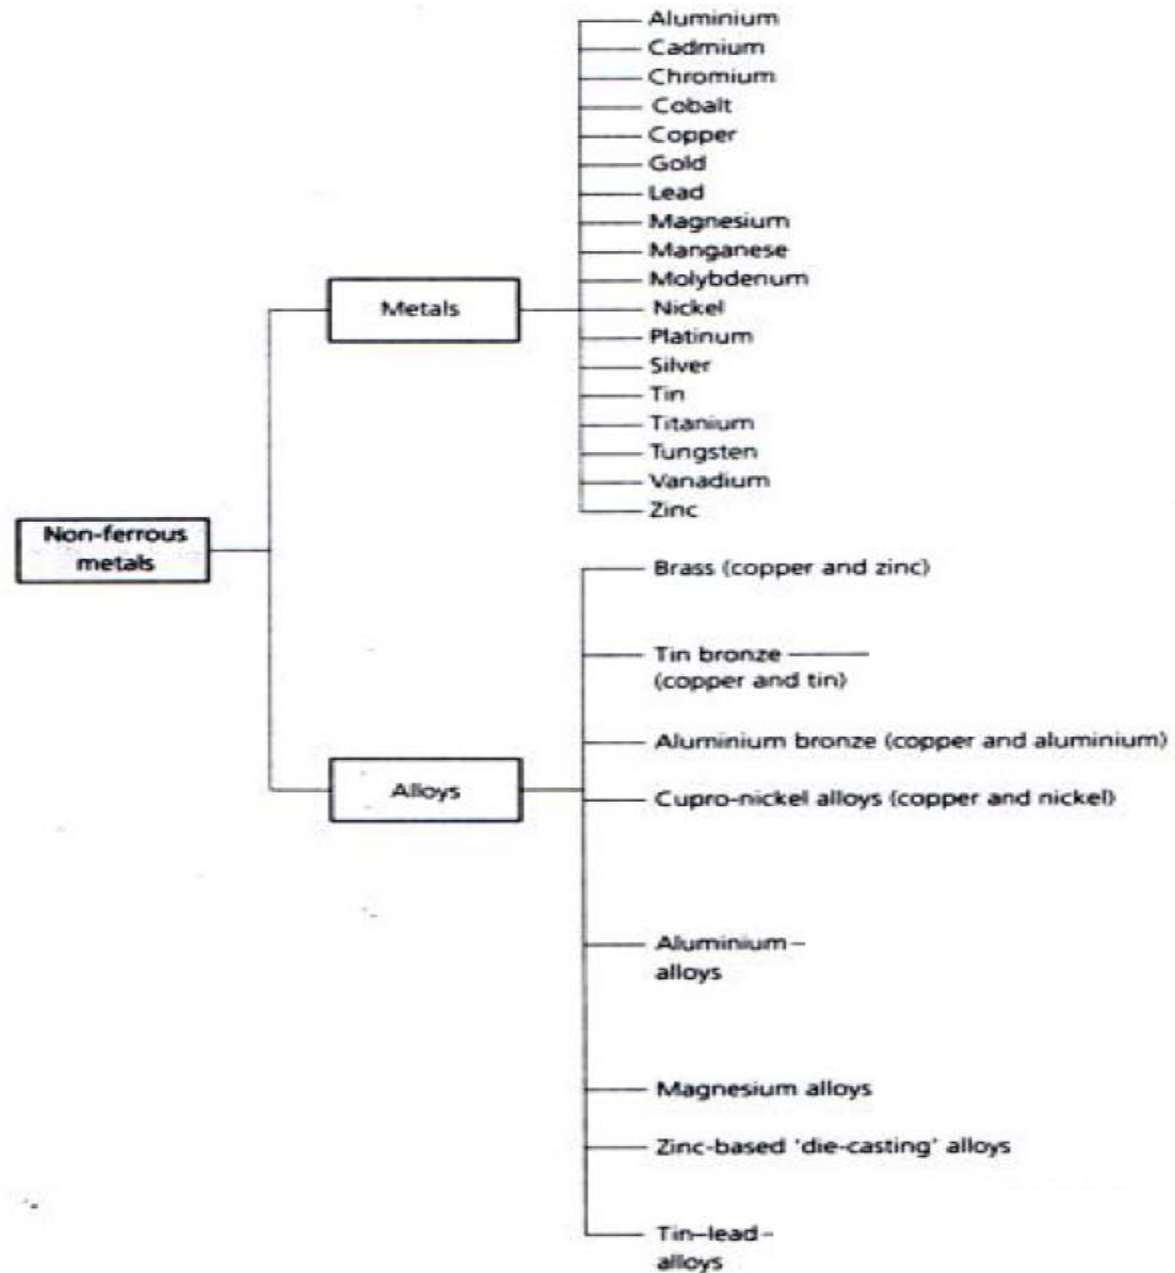 Aluminium
Cadmium
Chromium
Cobalt
Copper
Gold
Lead
Magnesium
Manganese
Molybdenum
Metals
Nickel
Platinum
Silver
Tin
Titanium
Tungsten
Vanadium
Zinc
Non-ferrous
metals
Brass (copper and zinc)
Tin bronze
(copper and tin)
Aluminium bronze (copper and aluminium)
Alloys
Cupro-nickel alloys (copper and nickel)
Aluminium–
alloys
Magnesium alloys
Zinc-based 'die-casting' alloys
Tin–lead–
alloys